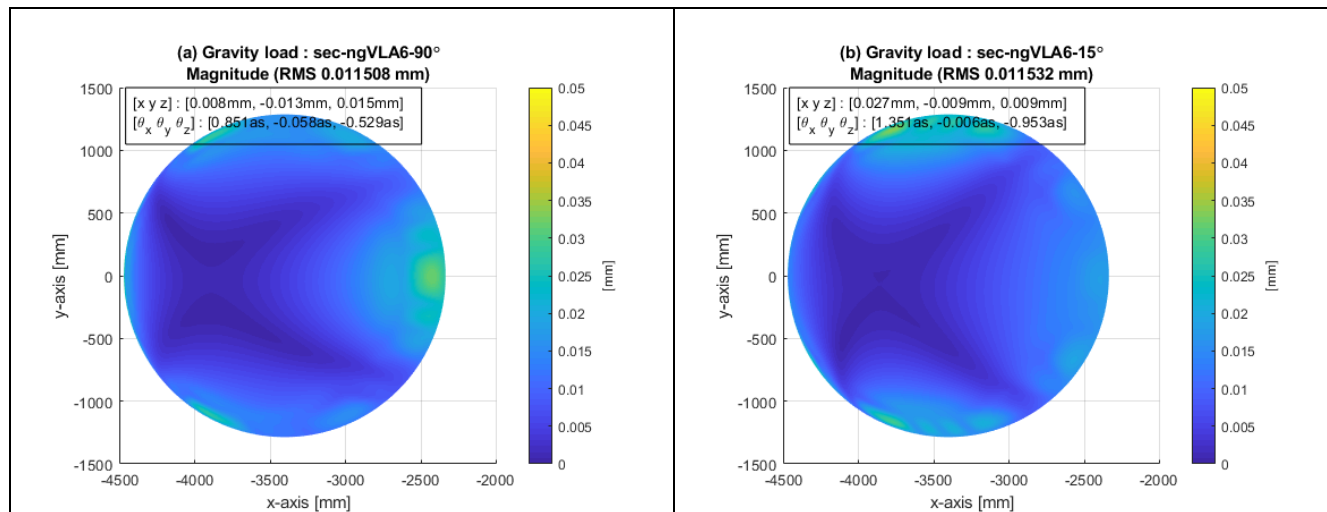 (a) Gravity load : sec-ngVLA6-90°
Magnitude (RMS 0.011508 mm)
[x y z] : [0.008mm, -0.013mm, 0.015mm]
[θx θy θz] : [0.851as, -0.058as, -0.529as]
1500
1000
500
0
-500
-1000
-1500
y-axis [mm]
-4500 -4000 -3500 -3000 -2500 -2000
x-axis [mm]
0.05
0.045
0.04
0.035
0.03
0.025
0.02
0.015
0.01
0.005
0
[mm]
(b) Gravity load : sec-ngVLA6-15°
Magnitude (RMS 0.011532 mm)
[x y z] : [0.027mm, -0.009mm, 0.009mm]
[θx θy θz] : [1.351as, -0.006as, -0.953as]
1500
1000
500
0
-500
-1000
-1500
y-axis [mm]
-4500 -4000 -3500 -3000 -2500 -2000
x-axis [mm]
0.05
0.045
0.04
0.035
0.03
0.025
0.02
0.015
0.01
0.005
0
[mm]